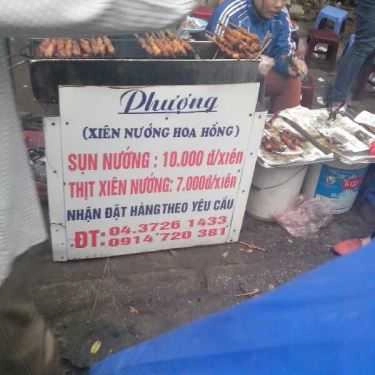 Phượng
(XIÊN NƯỚNG HOA HỒNG)
SỤN NƯỚNG : 10.000 đ/xiên
THỊT XIÊN NƯỚNG: 7.000đ/xiên
NHẬN ĐẶT HÀNG THEO YÊU CẦU
ĐT: 04.3726 1433
0914 720 381